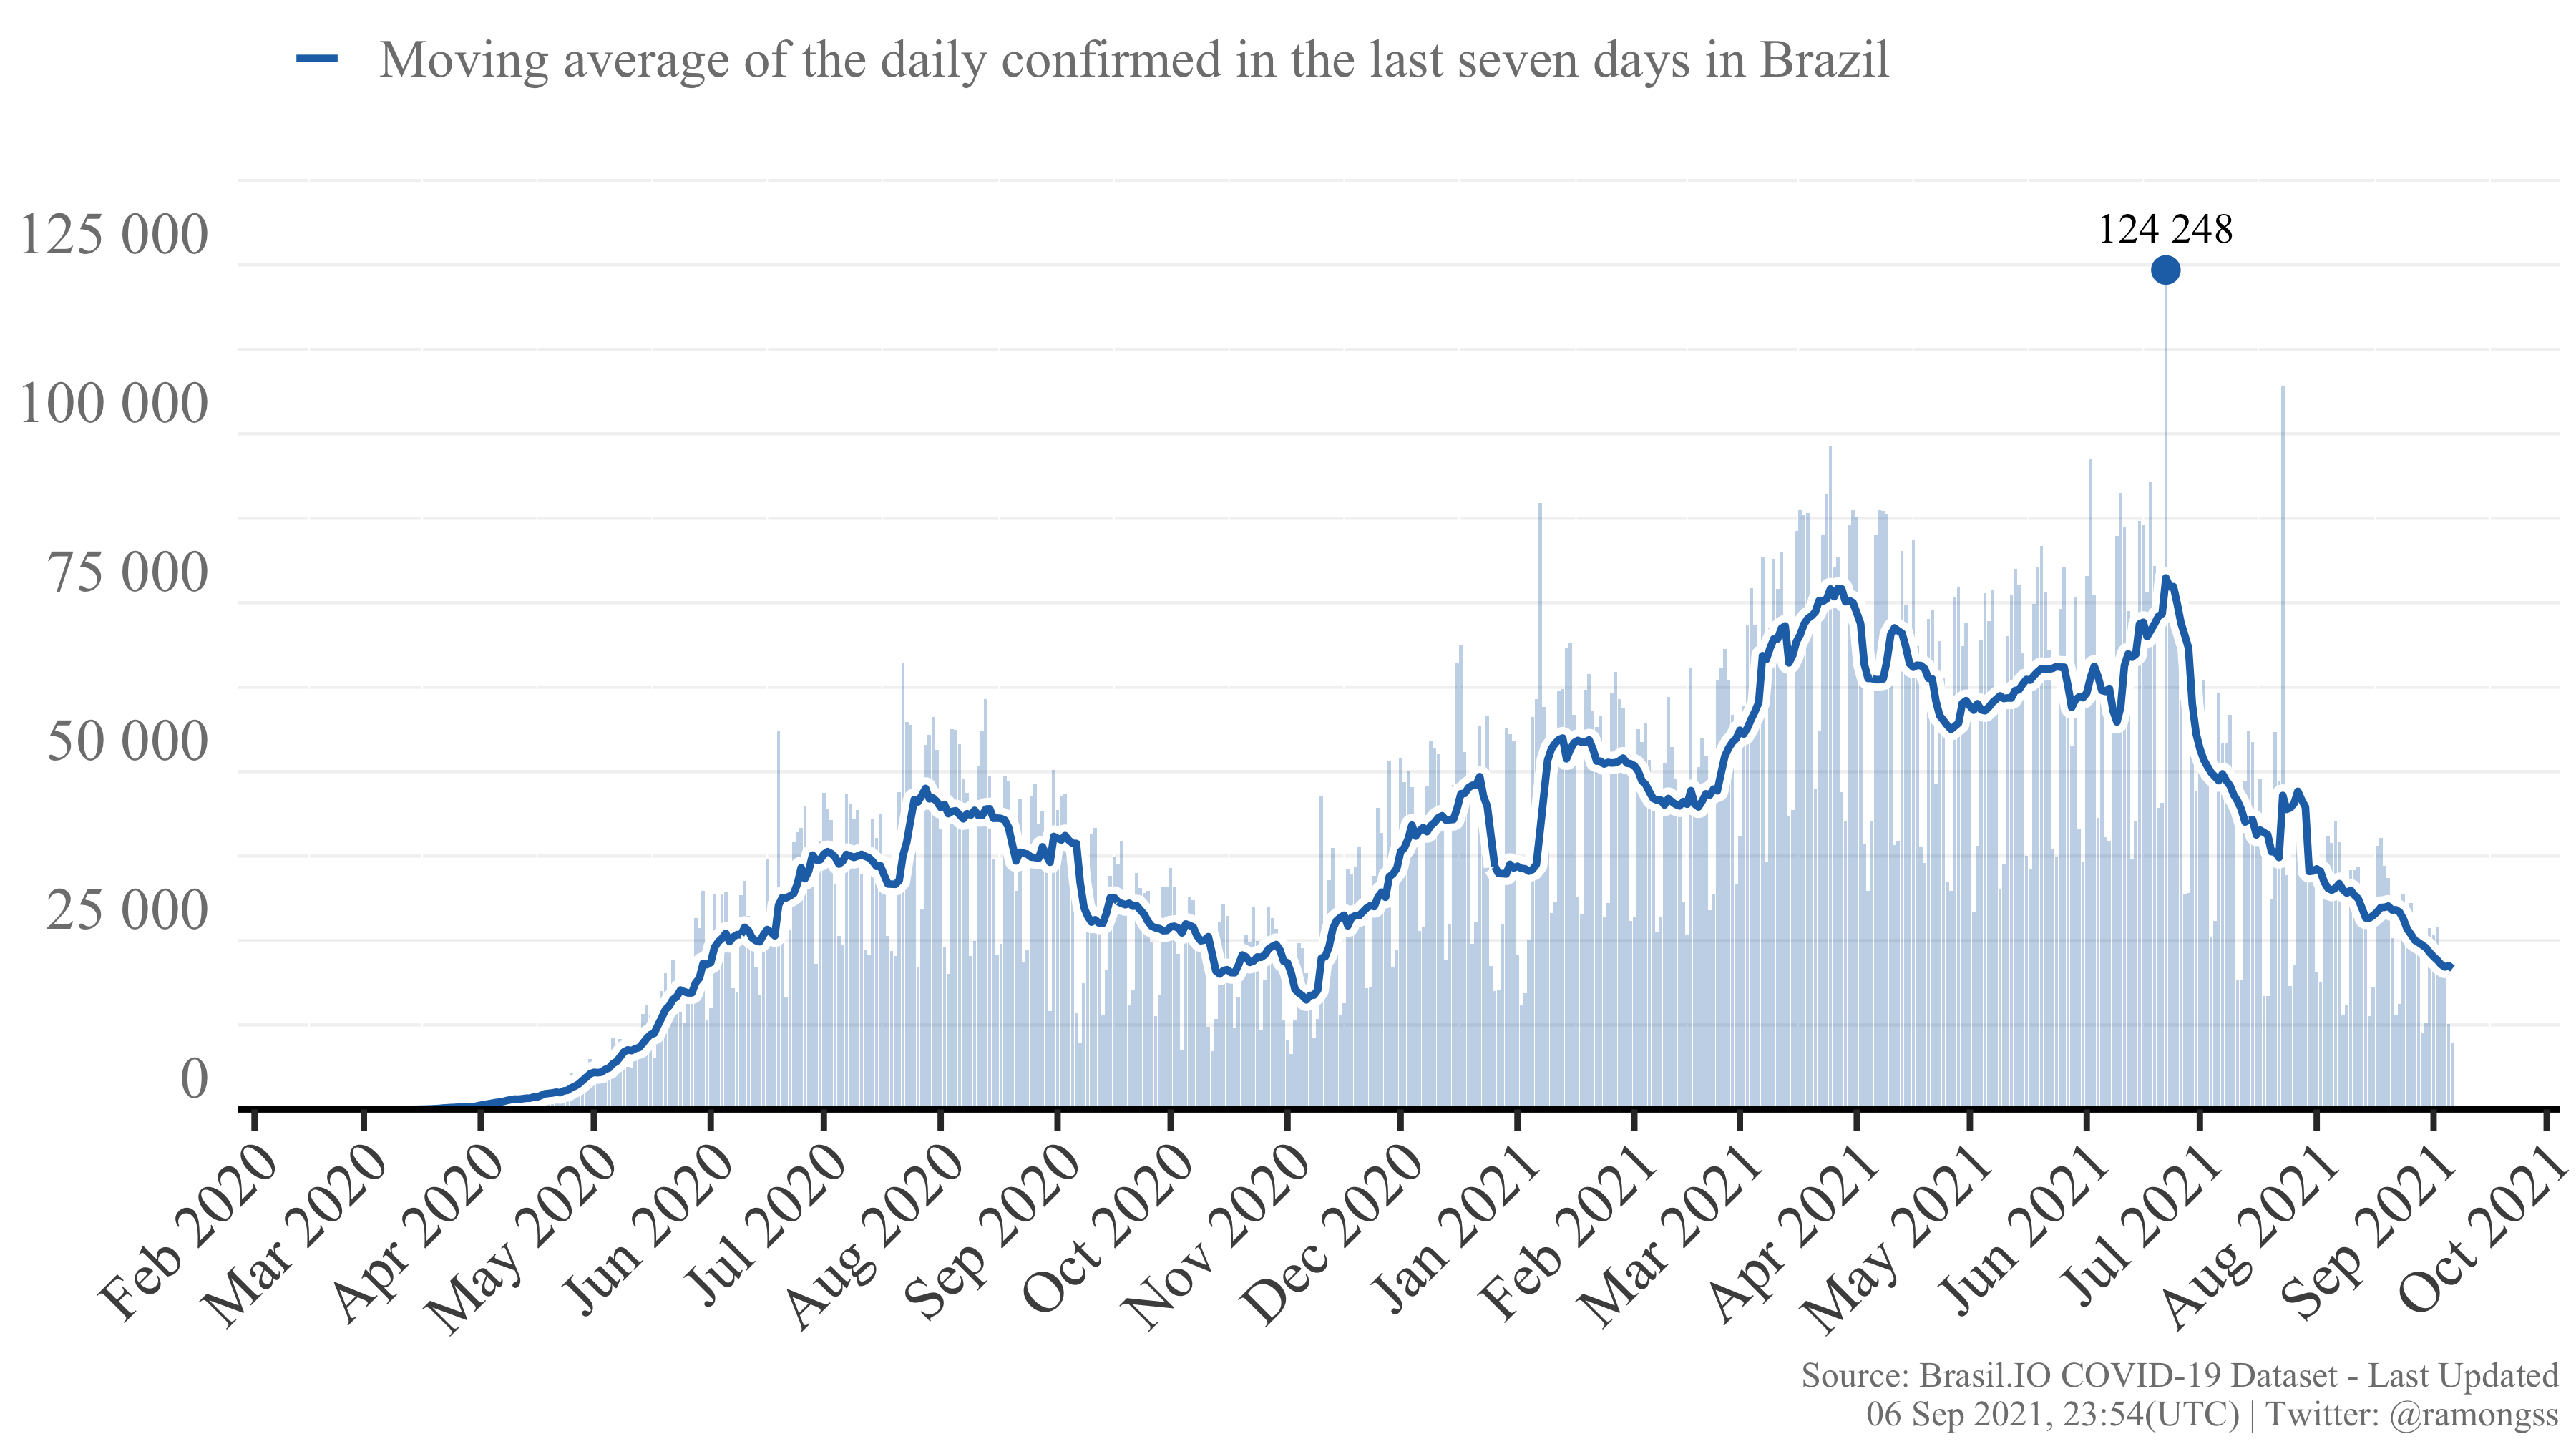 Moving average of the daily confirmed in the last seven days in Brazil
124 248
125 000
100 000
75 000
50 000
25 000
0
Feb 2020
Mar 2020
Apr 2020
May 2020
Jun 2020
Jul 2020
Aug 2020
Sep 2020
Oct 2020
Nov 2020
Dec 2020
Jan 2021
Feb 2021
Mar 2021
Apr 2021
May 2021
Jun 2021
Jul 2021
Aug 2021
Sep 2021
Oct 2021
Source: Brasil.IO COVID-19 Dataset - Last Updated
06 Sep 2021, 23:54(UTC) | Twitter: @ramongss